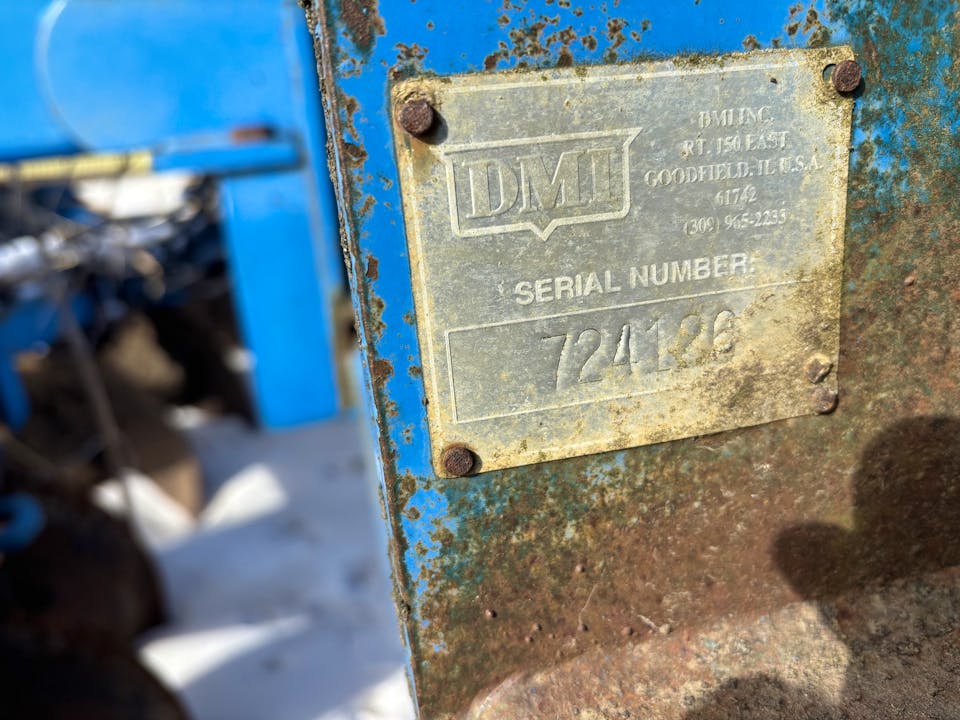 DMI
DMI INC.
RT. 150 EAST
GOODFIELD, IL U.S.A.
61742
(309) 965-2233
SERIAL NUMBER:
724126